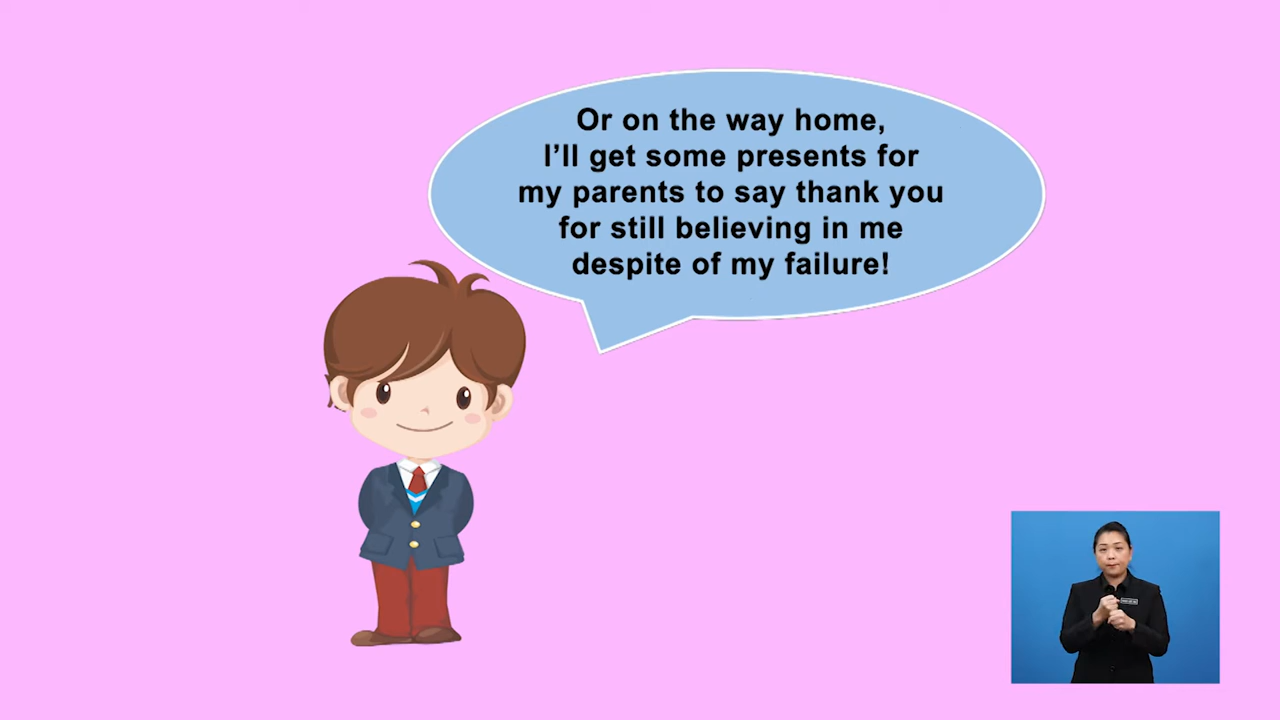 Or on the way home,
I'll get some presents for
my parents to say thank you
for still believing in me
despite of my failure!